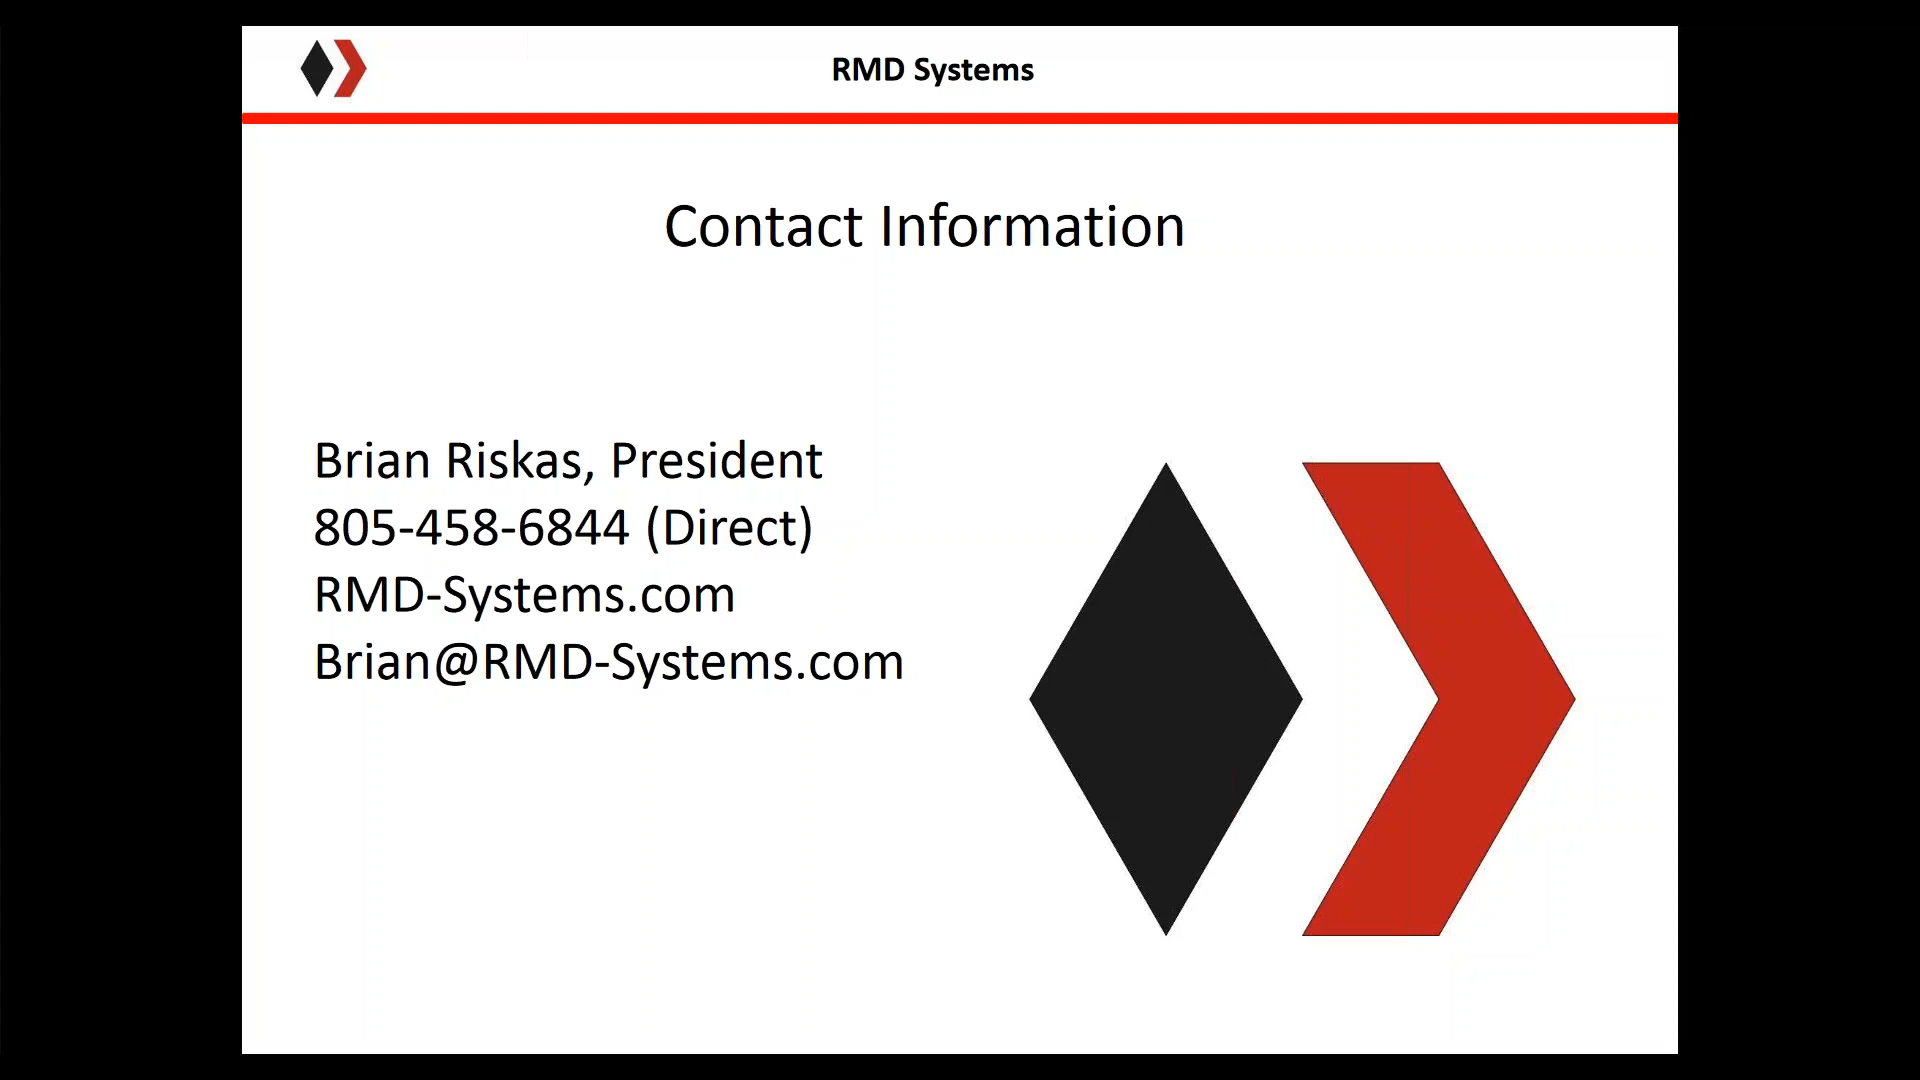 RMD Systems
Contact Information
Brian Riskas, President
805-458-6844 (Direct)
RMD-Systems.com
Brian@RMD-Systems.com